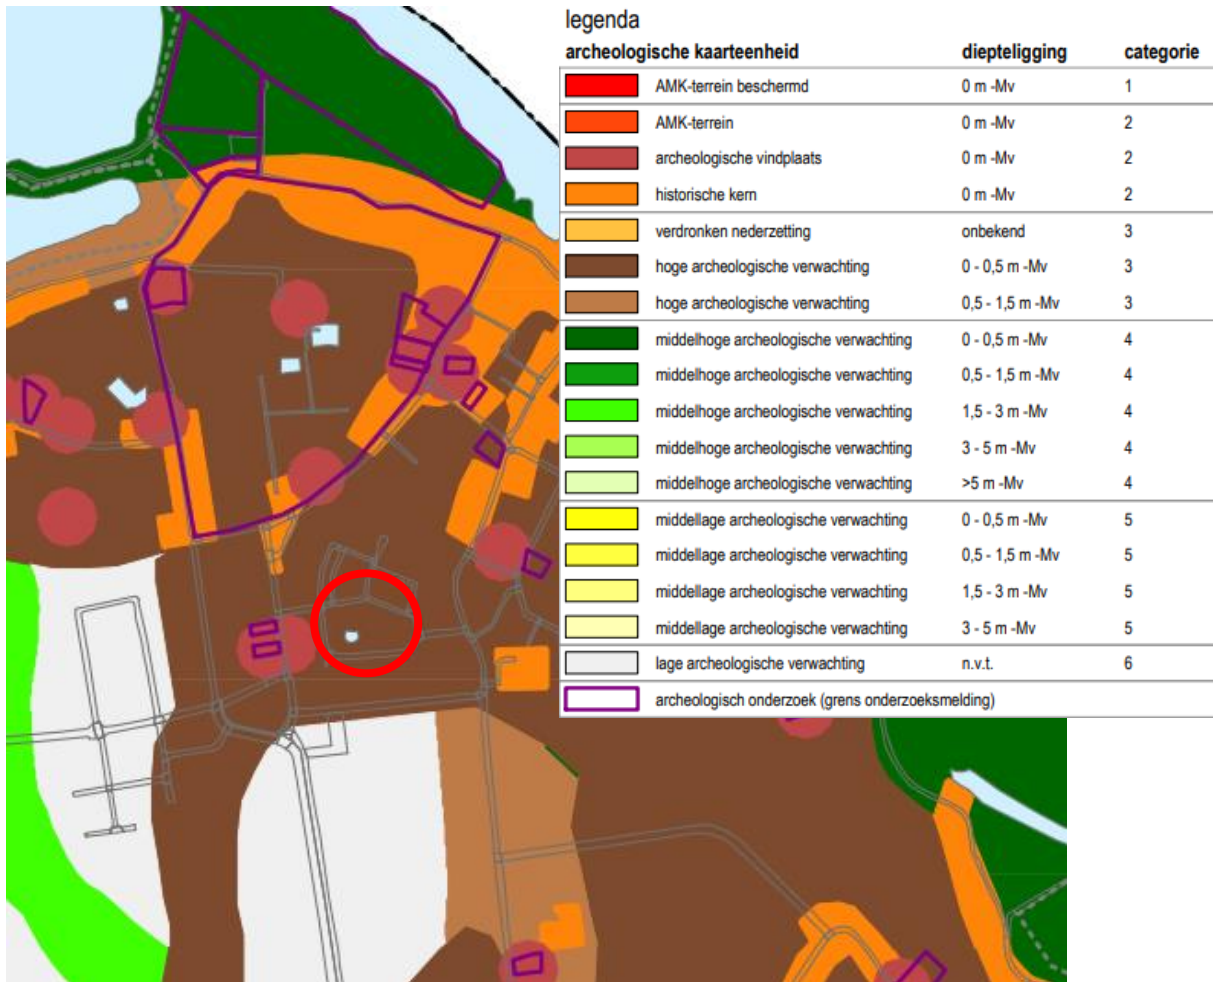 legenda
archeologische kaarteenheid diepteligging categorie
AMK-terrein beschermd 0 m -Mv 1
AMK-terrein 0 m -Mv 2
archeologische vindplaats 0 m -Mv 2
historische kern 0 m -Mv 2
verdronken nederzetting onbekend 3
hoge archeologische verwachting 0 - 0,5 m -Mv 3
hoge archeologische verwachting 0,5 - 1,5 m -Mv 3
middelhoge archeologische verwachting 0 - 0,5 m -Mv 4
middelhoge archeologische verwachting 0,5 - 1,5 m -Mv 4
middelhoge archeologische verwachting 1,5 - 3 m -Mv 4
middelhoge archeologische verwachting 3 - 5 m -Mv 4
middelhoge archeologische verwachting >5 m -Mv 4
middellage archeologische verwachting 0 - 0,5 m -Mv 5
middellage archeologische verwachting 0,5 - 1,5 m -Mv 5
middellage archeologische verwachting 1,5 - 3 m -Mv 5
middellage archeologische verwachting 3 - 5 m -Mv 5
lage archeologische verwachting n.v.t. 6
archeologisch onderzoek (grens onderzoeksmelding)